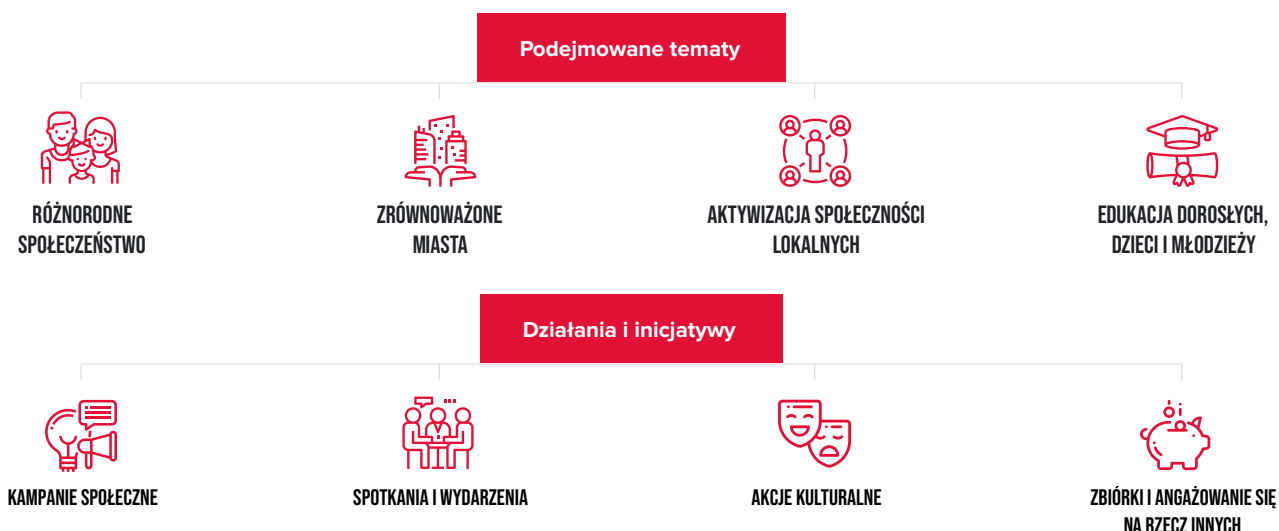 Podejmowane tematy
RÓŻNORODNE
SPOŁECZEŃSTWO
ZRÓWNOWAŻONE
MIASTA
AKTYWIZACJA SPOŁECZNOŚCI
LOKALNYCH
EDUKACJA DOROSŁYCH,
DZIECI I MŁODZIEŻY
Działania i inicjatywy
KAMPANIE SPOŁECZNE
SPOTKANIA I WYDARZENIA
AKCJE KULTURALNE
ZBIÓRKI I ANGAŻOWANIE SIĘ
NA RZECZ INNYCH